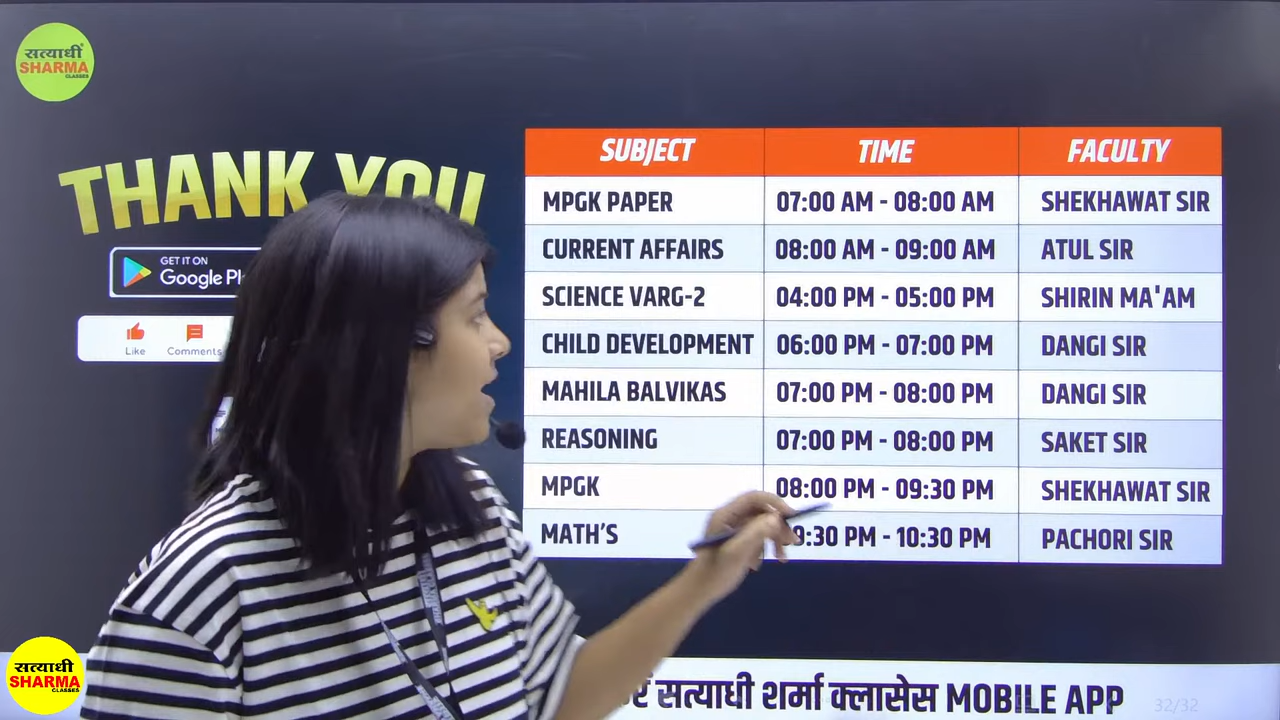 सत्यार्थी
SHARMA
CLASSES
THANK YOU
GET IT ON
Google Pl
Like Comments
SUBJECT TIME FACULTY
MPGK PAPER 07:00 AM - 08:00 AM SHEKHAWAT SIR
CURRENT AFFAIRS 08:00 AM - 09:00 AM ATUL SIR
SCIENCE VARG-2 04:00 PM - 05:00 PM SHIRIN MA'AM
CHILD DEVELOPMENT 06:00 PM - 07:00 PM DANGI SIR
MAHILA BALVIKAS 07:00 PM - 08:00 PM DANGI SIR
REASONING 07:00 PM - 08:00 PM SAKET SIR
MPGK 08:00 PM - 09:30 PM SHEKHAWAT SIR
MATH'S 9:30 PM - 10:30 PM PACHORI SIR
सत्यार्थी
SHARMA
CLASSES
सत्याधी शर्मा क्लासेस MOBILE APP
32/32